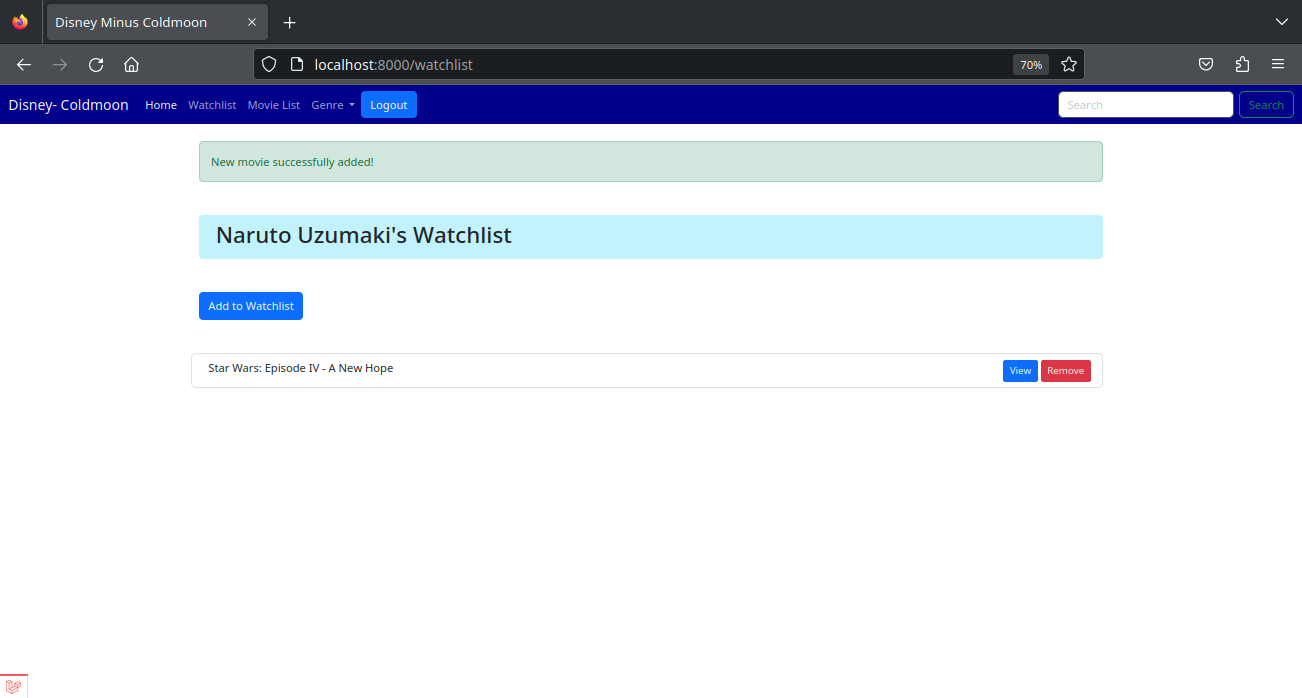 Disney Minus Coldmoon
localhost:8000/watchlist
70%
Disney- Coldmoon Home Watchlist Movie List Genre Logout Search Search
New movie successfully added!
Naruto Uzumaki's Watchlist
Add to Watchlist
Star Wars: Episode IV - A New Hope View Remove